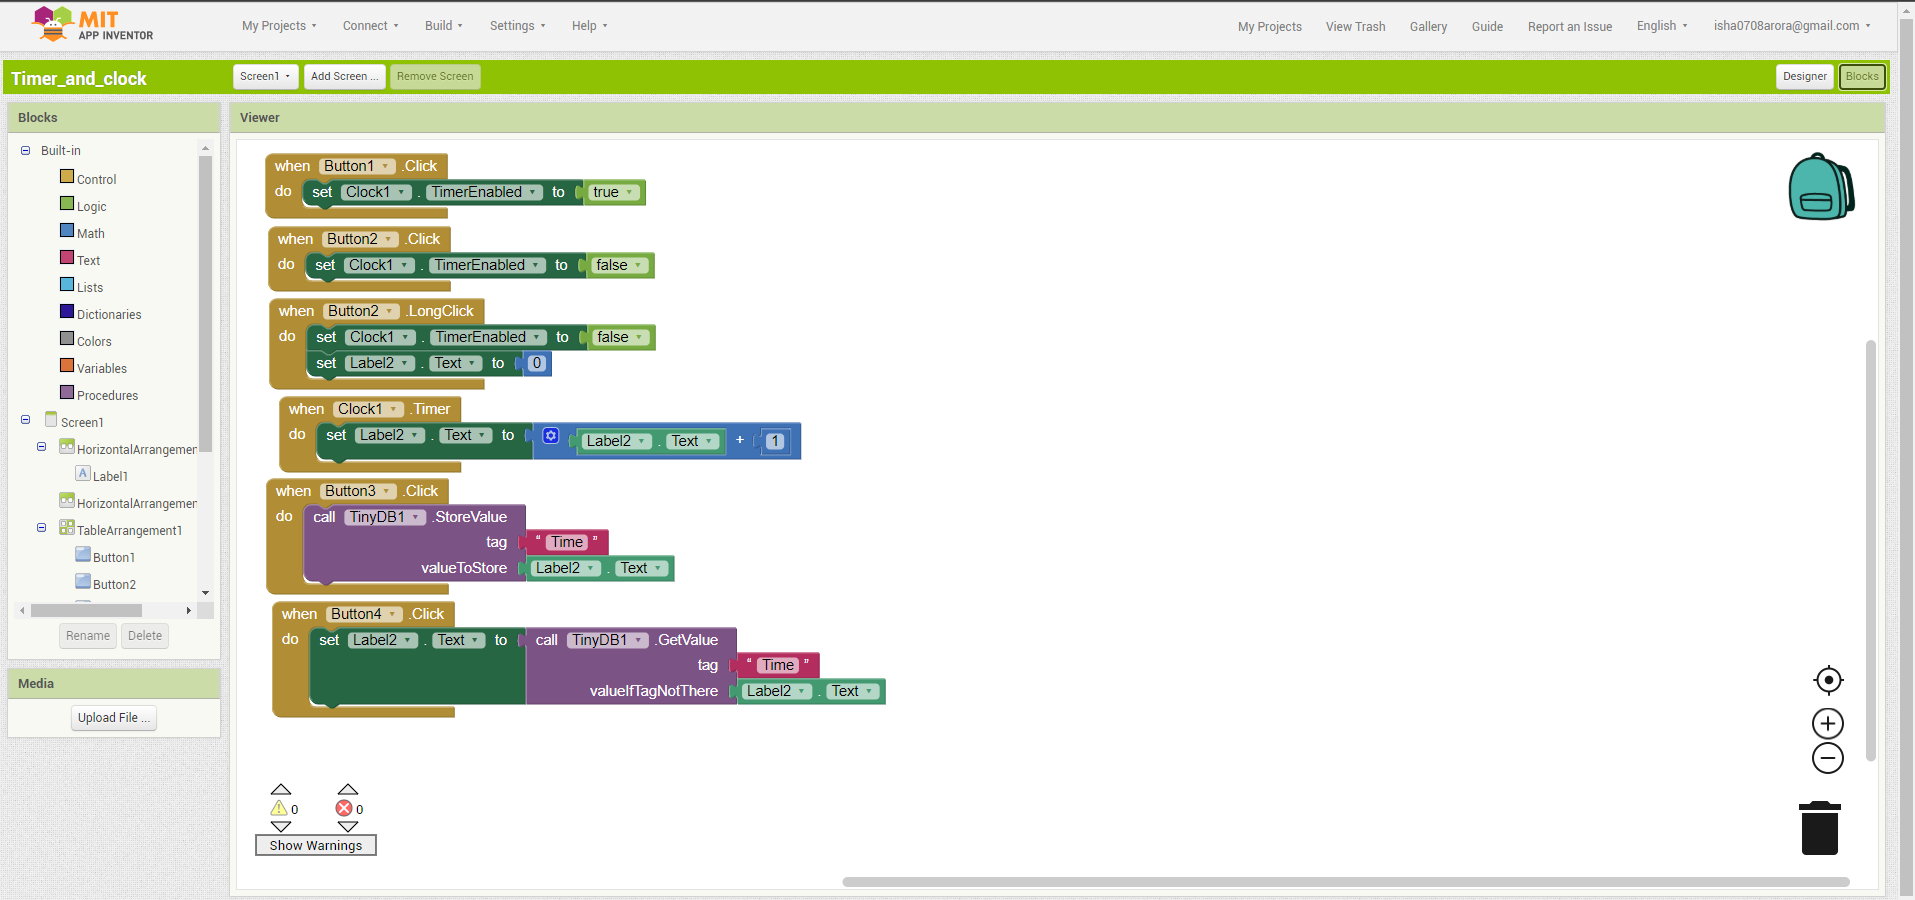 MIT
APP INVENTOR
My Projects Connect Build Settings Help
My Projects View Trash Gallery Guide Report an Issue English isha0708arora@gmail.com
Timer_and_clock Screen1 Add Screen ... Remove Screen Designer Blocks
Blocks
Built-in
Control
Logic
Math
Text
Lists
Dictionaries
Colors
Variables
Procedures
Screen1
HorizontalArrangemen
Label1
HorizontalArrangemen
TableArrangement1
Button1
Button2
Rename Delete
Media
Upload File ...
Viewer
when Button1 .Click
do set Clock1 . TimerEnabled to true
when Button2 .Click
do set Clock1 . TimerEnabled to false
when Button2 .LongClick
do set Clock1 . TimerEnabled to false
set Label2 . Text to 0
when Clock1 .Timer
do set Label2 . Text to Label2 . Text + 1
when Button3 .Click
do call TinyDB1 .StoreValue
tag “ Time ”
valueToStore Label2 . Text
when Button4 .Click
do set Label2 . Text to call TinyDB1 .GetValue
tag “ Time ”
valueIfTagNotThere Label2 . Text
0 0
Show Warnings